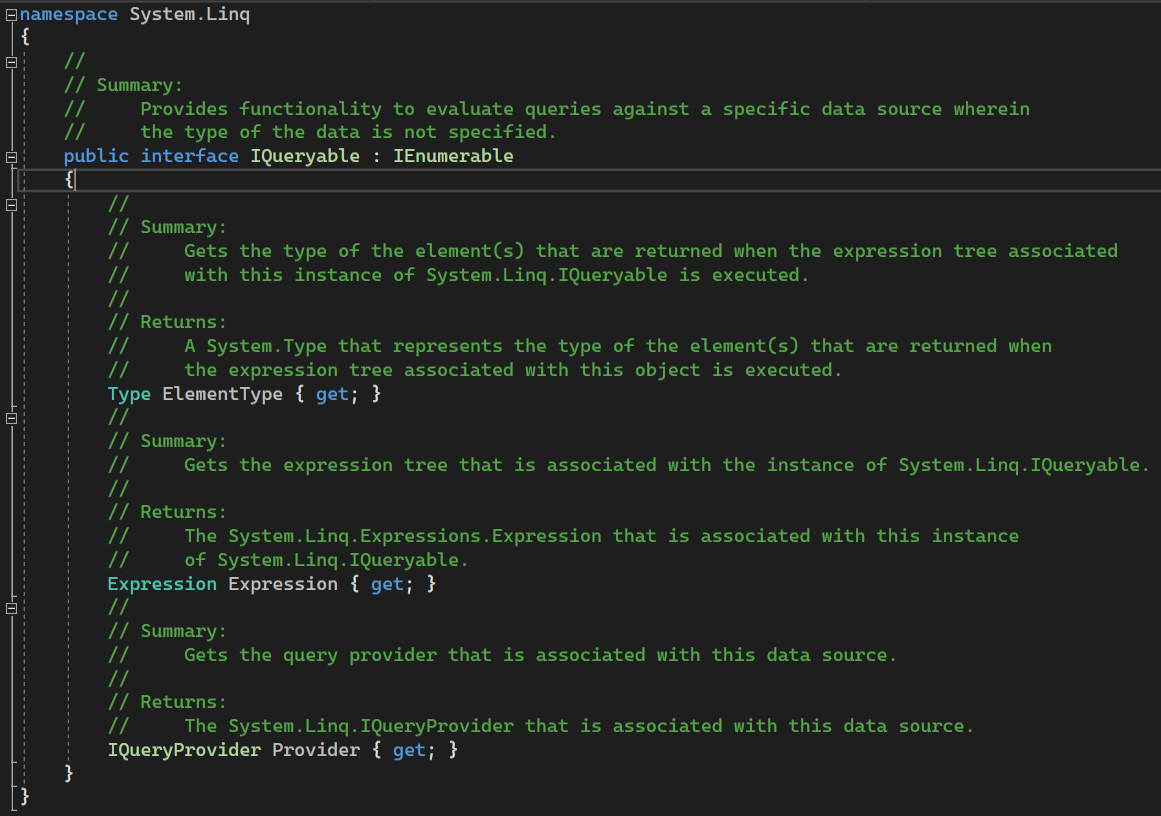 namespace System.Linq
{
//
// Summary:
//     Provides functionality to evaluate queries against a specific data source wherein
//     the type of the data is not specified.
public interface IQueryable : IEnumerable
{
//
// Summary:
//     Gets the type of the element(s) that are returned when the expression tree associated
//     with this instance of System.Linq.IQueryable is executed.
//
// Returns:
//     A System.Type that represents the type of the element(s) that are returned when
//     the expression tree associated with this object is executed.
Type ElementType { get; }
//
// Summary:
//     Gets the expression tree that is associated with the instance of System.Linq.IQueryable.
//
// Returns:
//     The System.Linq.Expressions.Expression that is associated with this instance
//     of System.Linq.IQueryable.
Expression Expression { get; }
//
// Summary:
//     Gets the query provider that is associated with this data source.
//
// Returns:
//     The System.Linq.IQueryProvider that is associated with this data source.
IQueryProvider Provider { get; }
}
}